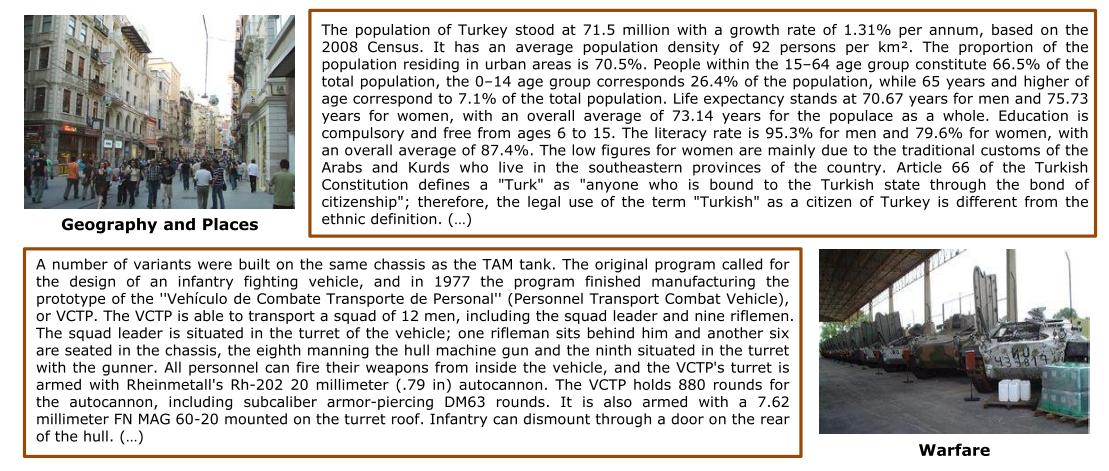 The population of Turkey stood at 71.5 million with a growth rate of 1.31% per annum, based on the
2008 Census. It has an average population density of 92 persons per km². The proportion of the
population residing in urban areas is 70.5%. People within the 15–64 age group constitute 66.5% of the
total population, the 0–14 age group corresponds 26.4% of the population, while 65 years and higher of
age correspond to 7.1% of the total population. Life expectancy stands at 70.67 years for men and 75.73
years for women, with an overall average of 73.14 years for the populace as a whole. Education is
compulsory and free from ages 6 to 15. The literacy rate is 95.3% for men and 79.6% for women, with
an overall average of 87.4%. The low figures for women are mainly due to the traditional customs of the
Arabs and Kurds who live in the southeastern provinces of the country. Article 66 of the Turkish
Constitution defines a "Turk" as "anyone who is bound to the Turkish state through the bond of
citizenship"; therefore, the legal use of the term "Turkish" as a citizen of Turkey is different from the
ethnic definition. (...)
Geography and Places
A number of variants were built on the same chassis as the TAM tank. The original program called for
the design of an infantry fighting vehicle, and in 1977 the program finished manufacturing the
prototype of the ''Vehículo de Combate Transporte de Personal'' (Personnel Transport Combat Vehicle),
or VCTP. The VCTP is able to transport a squad of 12 men, including the squad leader and nine riflemen.
The squad leader is situated in the turret of the vehicle; one rifleman sits behind him and another six
are seated in the chassis, the eighth manning the hull machine gun and the ninth situated in the turret
with the gunner. All personnel can fire their weapons from inside the vehicle, and the VCTP's turret is
armed with Rheinmetall's Rh-202 20 millimeter (.79 in) autocannon. The VCTP holds 880 rounds for
the autocannon, including subcaliber armor-piercing DM63 rounds. It is also armed with a 7.62
millimeter FN MAG 60-20 mounted on the turret roof. Infantry can dismount through a door on the rear
of the hull. (...)
Warfare